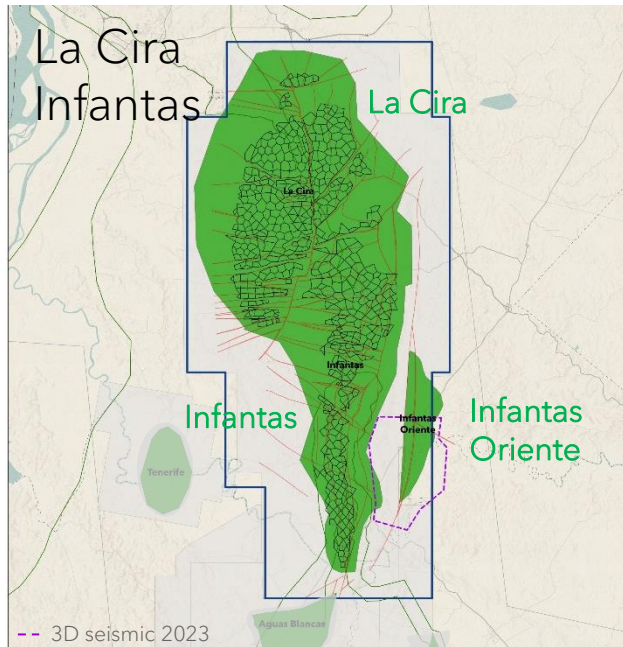 La Cira
Infantas
La Cira
La Cira
Infantas
Infantas
Infantas
Oriente
Infantas
Oriente
Tenerife
Aguas Blancas
3D seismic 2023